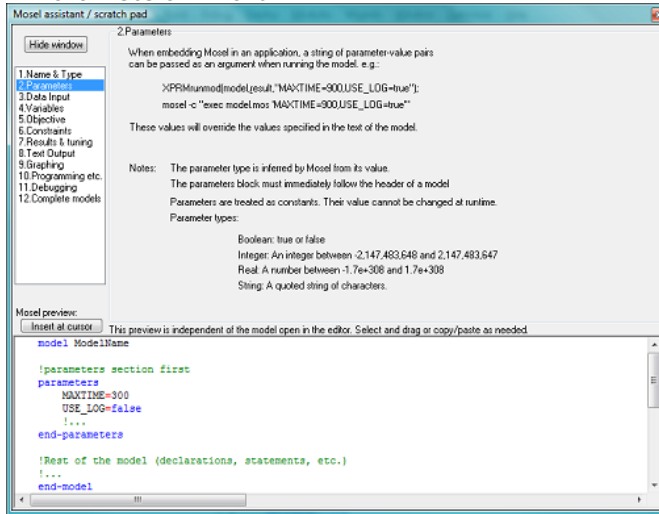 Mosel assistant / scratch pad
Hide window
1.Name & Type
2.Parameters
3.Data Input
4.Variables
5.Objective
6.Constraints
7.Results & tuning
8.Text Output
9.Graphing
10.Programming etc.
11.Debugging
12.Complete models
2.Parameters
When embedding Mosel in an application, a string of parameter-value pairs
can be passed as an argument when running the model. e.g.:
XPRMrunmod(model,result,"MAXTIME=900,USE_LOG=true");
mosel -c "exec model.mos 'MAXTIME=900,USE_LOG=true'"
These values will override the values specified in the text of the model.
Notes: The parameter type is inferred by Mosel from its value.
The parameters block must immediately follow the header of a model
Parameters are treated as constants. Their value cannot be changed at runtime.
Parameter types:
Boolean: true or false
Integer: An integer between -2,147,483,648 and 2,147,483,647
Real: A number between -1.7e+308 and 1.7e+308
String: A quoted string of characters.
Mosel preview:
Insert at cursor
This preview is independent of the model open in the editor. Select and drag or copy/paste as needed.
model ModelName
!parameters section first
parameters
MAXTIME=300
USE_LOG=false
!...
end-parameters
!Rest of the model (declarations, statements, etc.)
!...
end-model